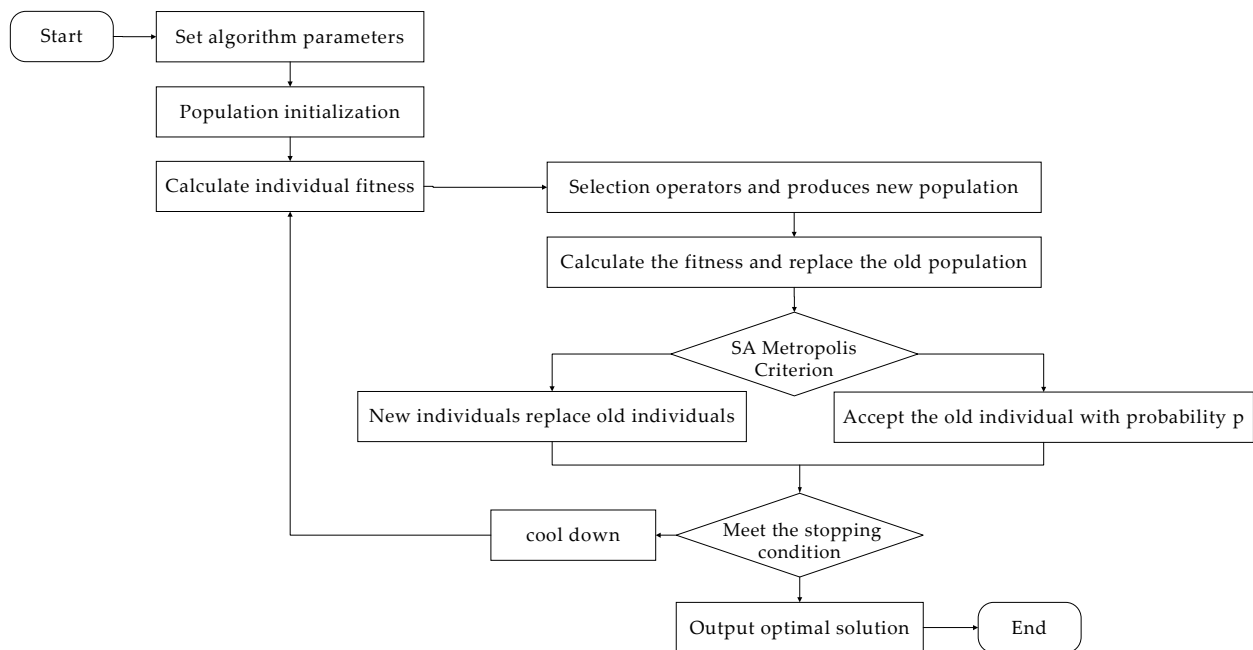 Start
Set algorithm parameters
Population initialization
Calculate individual fitness
Selection operators and produces new population
Calculate the fitness and replace the old population
SA Metropolis
Criterion
New individuals replace old individuals
Accept the old individual with probability p
Meet the stopping
condition
cool down
Output optimal solution
End